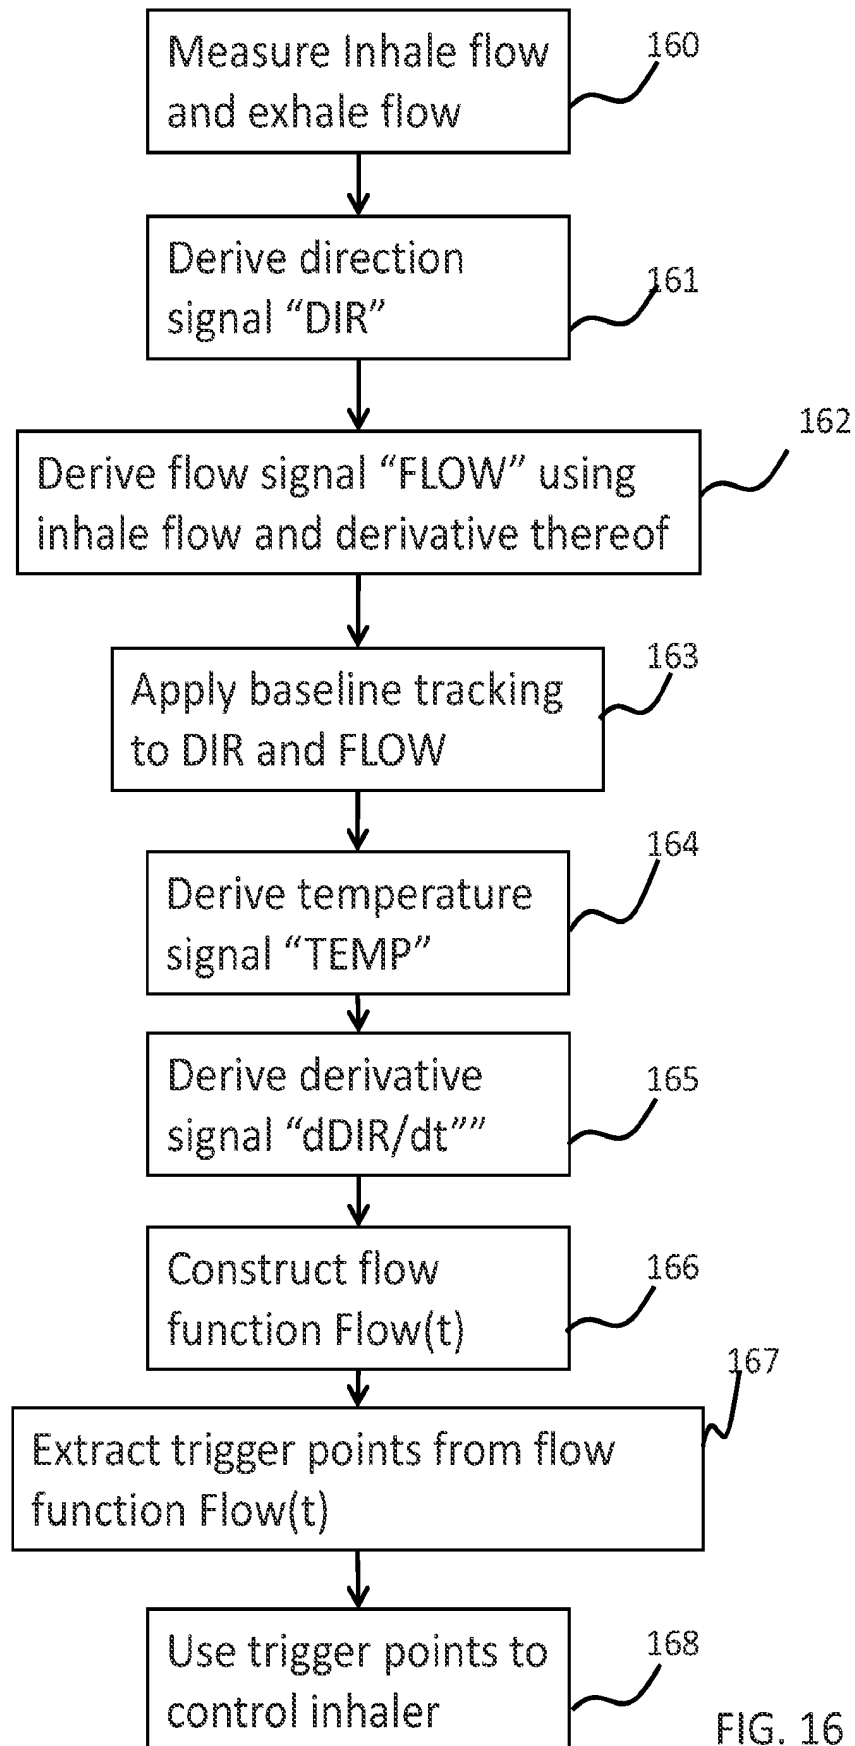 Measure Inhale flow
and exhale flow
160
Derive direction
signal “DIR”
161
Derive flow signal “FLOW” using
inhale flow and derivative thereof
162
Apply baseline tracking
to DIR and FLOW
163
Derive temperature
signal “TEMP”
164
Derive derivative
signal “dDIR/dt””
165
Construct flow
function Flow(t)
166
Extract trigger points from flow
function Flow(t)
167
Use trigger points to
control inhaler
168
FIG. 16